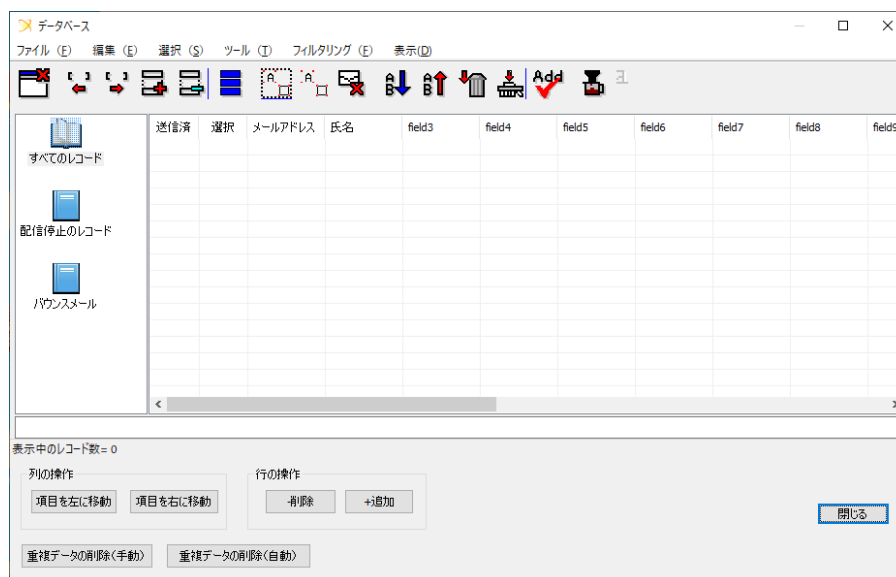 データベース
ファイル (F) 編集 (E) 選択 (S) ツール (T) フィルタリング (F) 表示(D)
Add
送信済 選択 メールアドレス 氏名 field3 field4 field5 field6 field7 field8 field9
すべてのレコード
配信停止のレコード
バウンスメール
表示中のレコード数= 0
列の操作 行の操作
項目を左に移動 項目を右に移動 -削除 +追加
閉じる
重複データの削除(手動) 重複データの削除(自動)